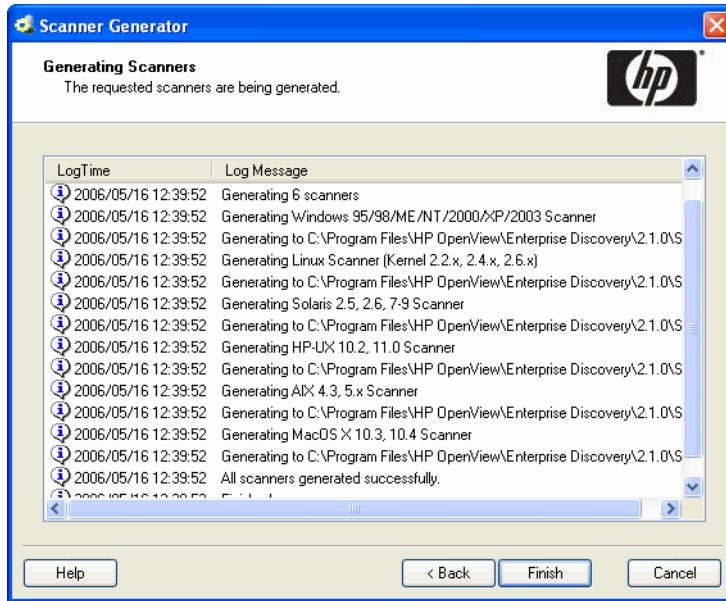 Scanner Generator
Generating Scanners
The requested scanners are being generated.
hp
LogTime Log Message
2006/05/16 12:39:52 Generating 6 scanners
2006/05/16 12:39:52 Generating Windows 95/98/ME/NT/2000/XP/2003 Scanner
2006/05/16 12:39:52 Generating to C:\Program Files\HP OpenView\Enterprise Discovery\2.1.0\S
2006/05/16 12:39:52 Generating Linux Scanner (Kernel 2.2.x, 2.4.x, 2.6.x)
2006/05/16 12:39:52 Generating to C:\Program Files\HP OpenView\Enterprise Discovery\2.1.0\S
2006/05/16 12:39:52 Generating Solaris 2.5, 2.6, 7-9 Scanner
2006/05/16 12:39:52 Generating to C:\Program Files\HP OpenView\Enterprise Discovery\2.1.0\S
2006/05/16 12:39:52 Generating HP-UX 10.2, 11.0 Scanner
2006/05/16 12:39:52 Generating to C:\Program Files\HP OpenView\Enterprise Discovery\2.1.0\S
2006/05/16 12:39:52 Generating AIX 4.3, 5.x Scanner
2006/05/16 12:39:52 Generating to C:\Program Files\HP OpenView\Enterprise Discovery\2.1.0\S
2006/05/16 12:39:52 Generating MacOS X 10.3, 10.4 Scanner
2006/05/16 12:39:52 Generating to C:\Program Files\HP OpenView\Enterprise Discovery\2.1.0\S
2006/05/16 12:39:52 All scanners generated successfully.
Help < Back Finish Cancel